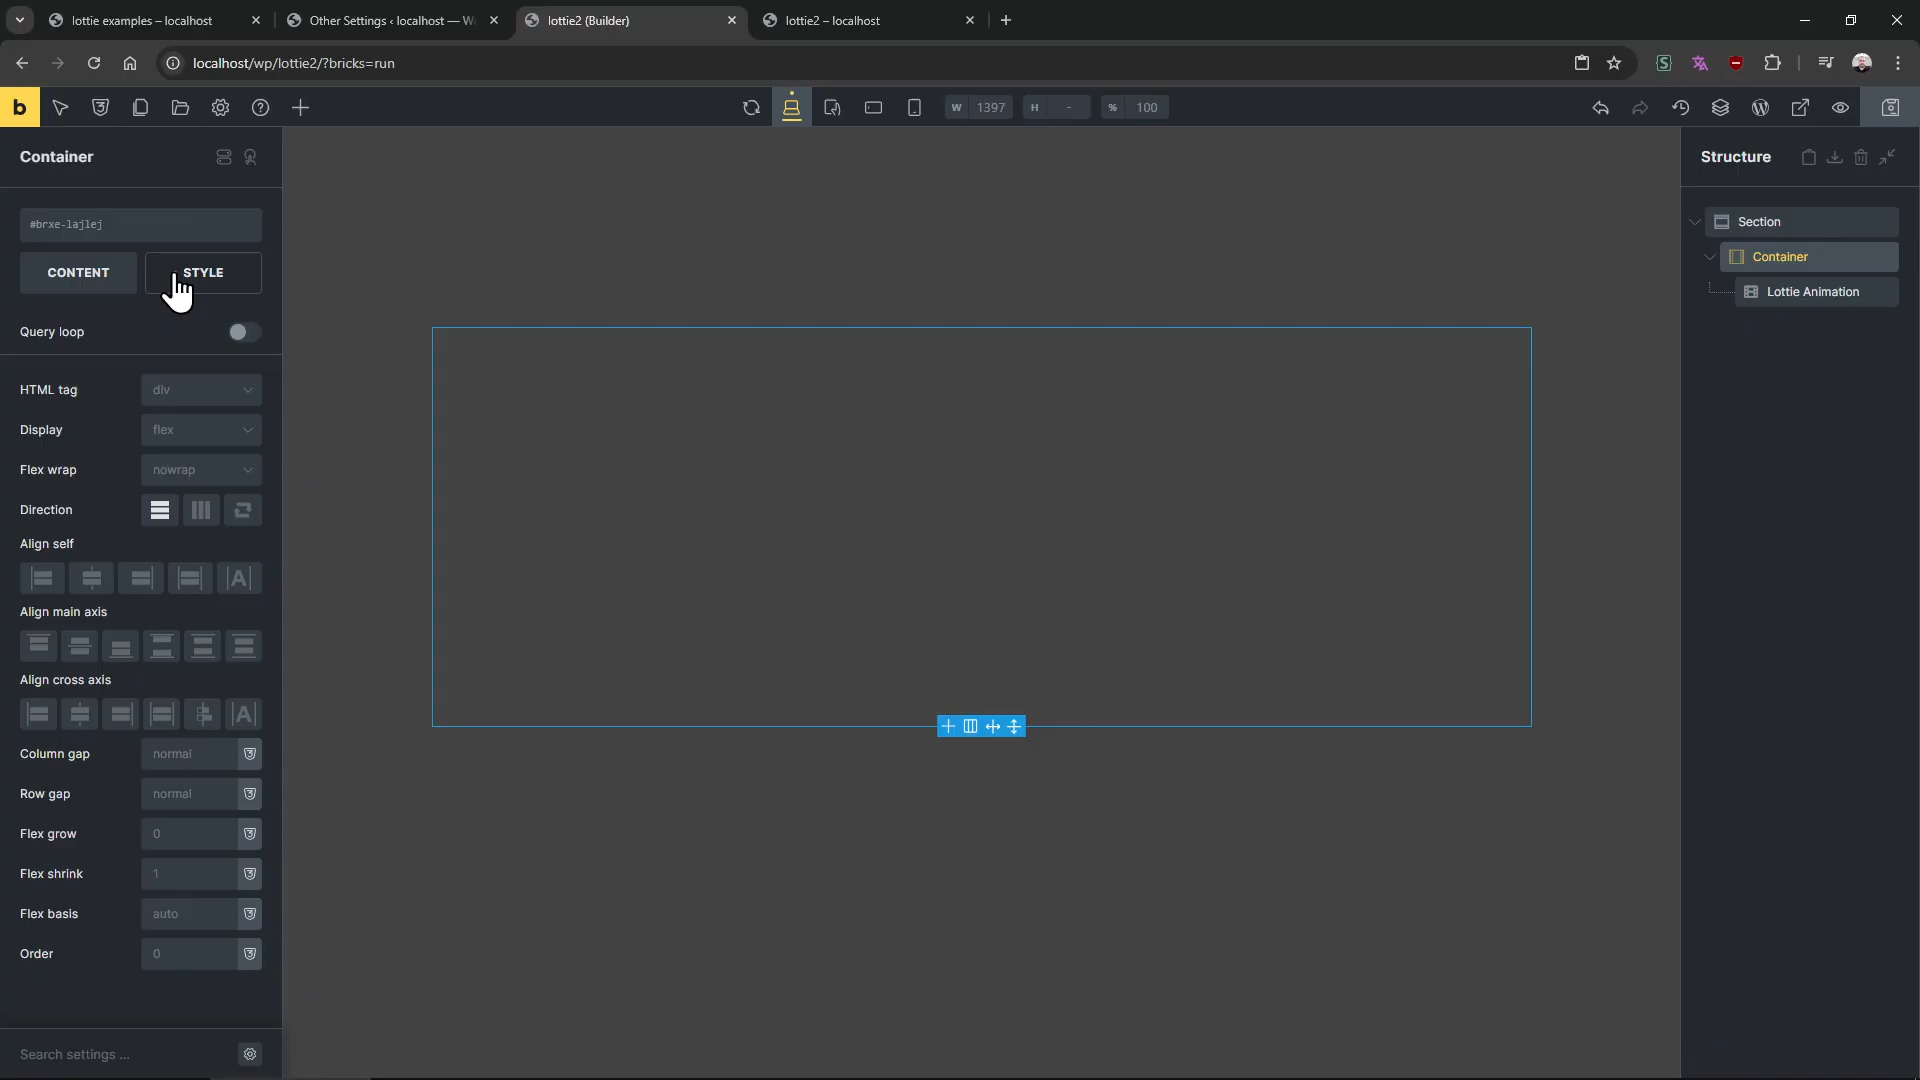 lottie examples – localhost
Other Settings ‹ localhost — W
lottie2 (Builder)
lottie2 – localhost
localhost/wp/lottie2/?bricks=run
b
W 1397
H -
% 100
Container
Structure
#brxe-lajlej
CONTENT
STYLE
Section
Container
Lottie Animation
Query loop
HTML tag
div
Display
flex
Flex wrap
nowrap
Direction
Align self
Align main axis
Align cross axis
Column gap
normal
Row gap
normal
Flex grow
0
Flex shrink
1
Flex basis
auto
Order
0
Search settings ...